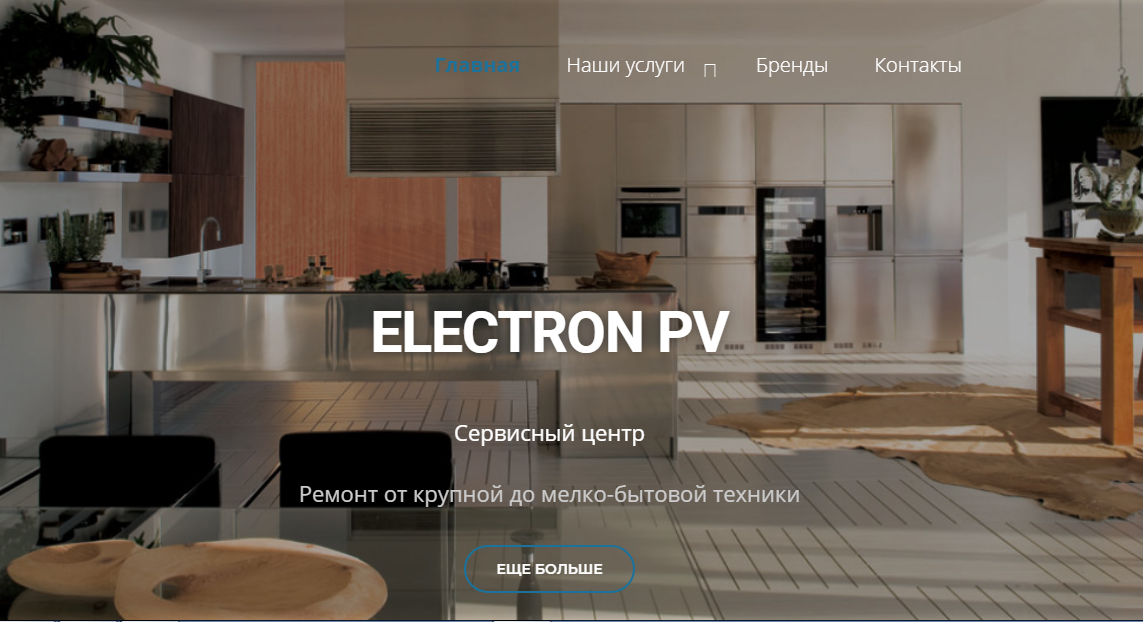 Главная Наши услуги Бренды Контакты
ELECTRON PV
Сервисный центр
Ремонт от крупной до мелко-бытовой техники
ЕЩЕ БОЛЬШЕ